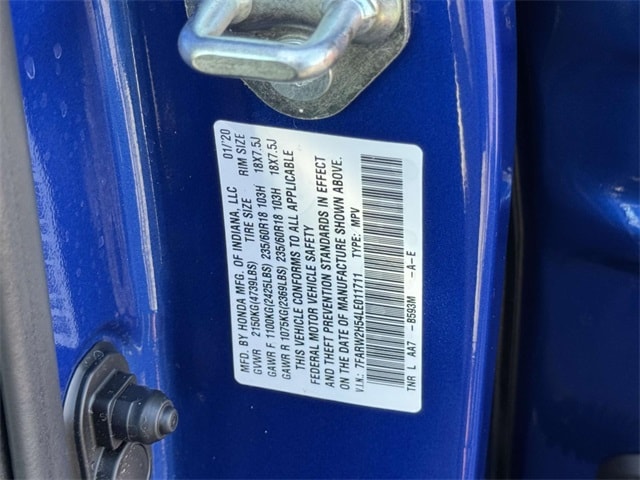 MFG. BY HONDA MFG. OF INDIANA, LLC 01/'20
GVWR 2150KG(4739LBS) TIRE SIZE RIM SIZE
GAWR F 1100KG(2425LBS) 235/60R18 103H 18X7.5J
GAWR R 1075KG(2369LBS) 235/60R18 103H 18X7.5J
THIS VEHICLE CONFORMS TO ALL APPLICABLE
FEDERAL MOTOR VEHICLE SAFETY
AND THEFT PREVENTION STANDARDS IN EFFECT
ON THE DATE OF MANUFACTURE SHOWN ABOVE.
V.I.N.: 7FARW2H54LE011711 TYPE: MPV
TNR L AA7 -B593M -A-E